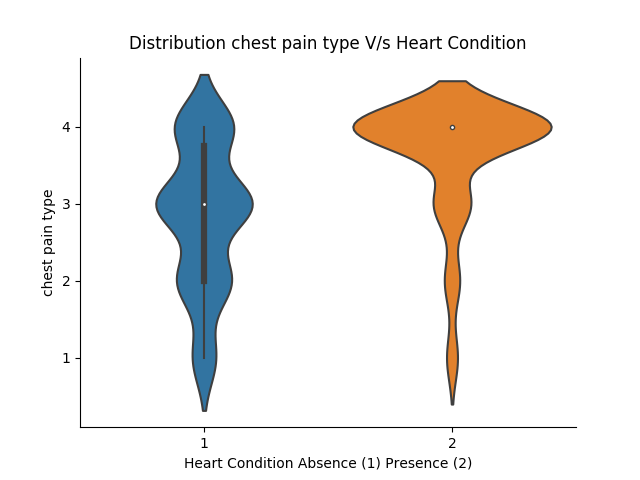 Distribution chest pain type V/s Heart Condition
chest pain type
4
3
2
1
1 2
Heart Condition Absence (1) Presence (2)